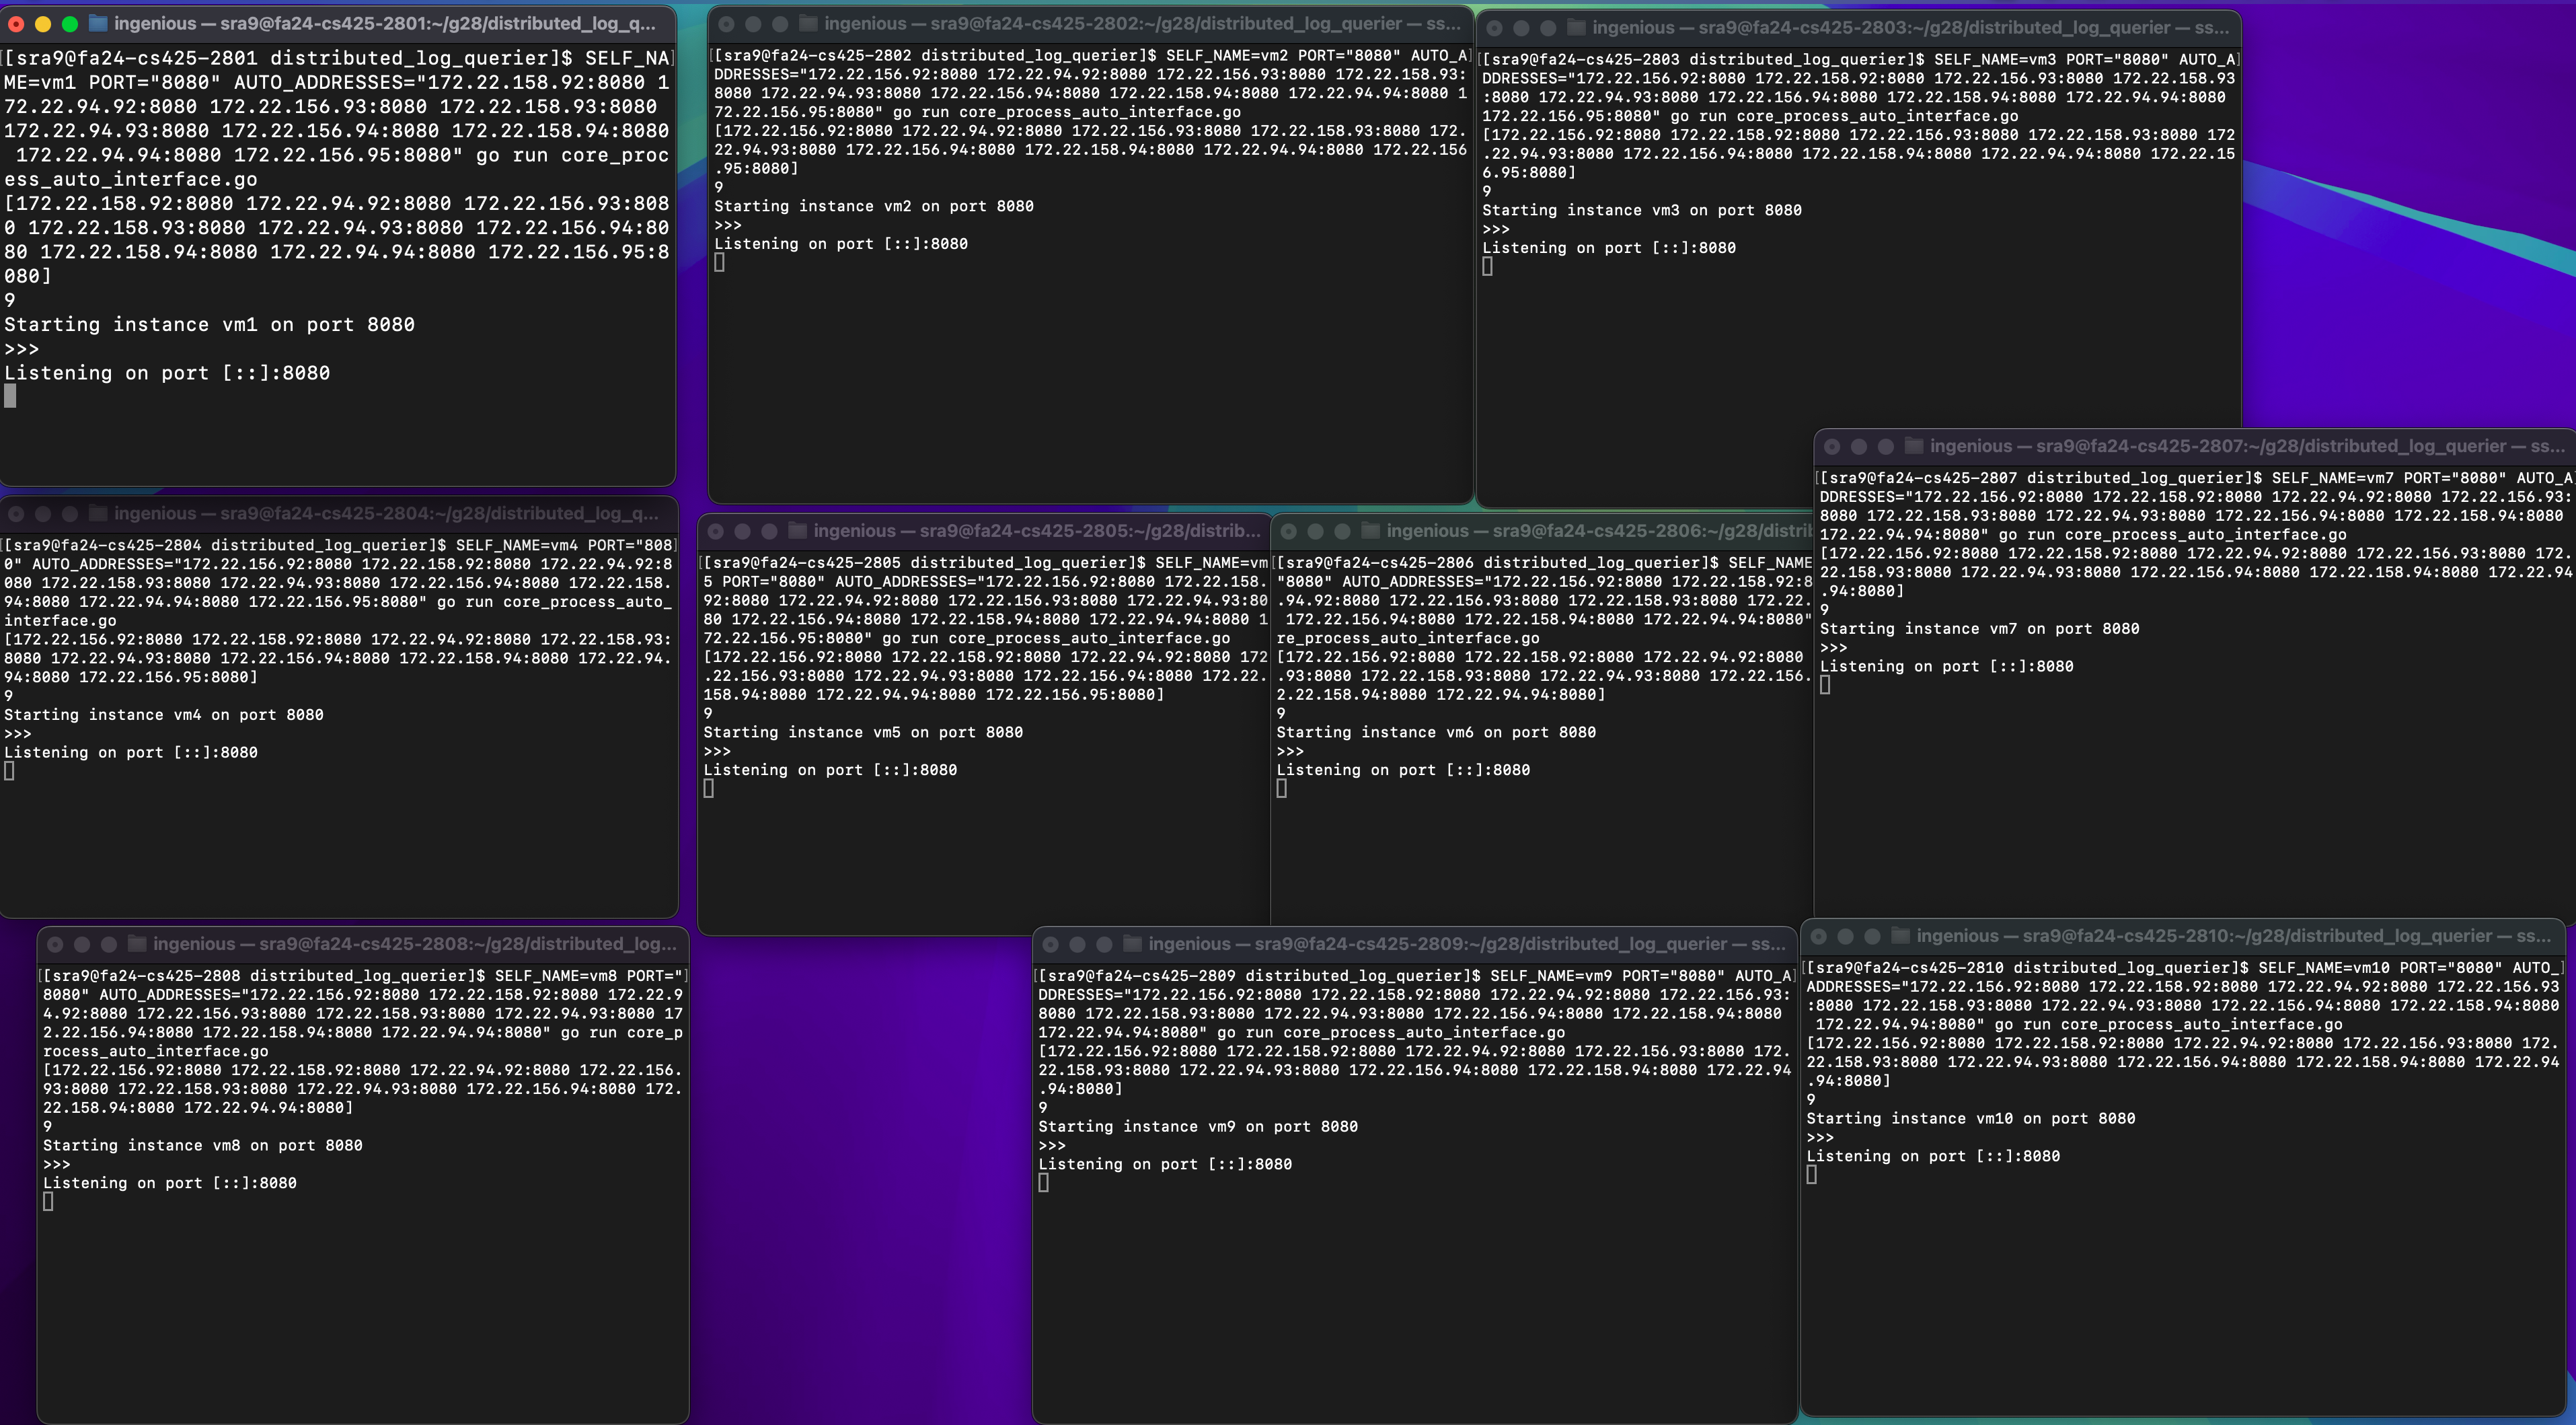 ingenious — sra9@fa24-cs425-2801:~/g28/distributed_log_q...
[[sra9@fa24-cs425-2801 distributed_log_querier]$ SELF_NA]
ME=vm1 PORT="8080" AUTO_ADDRESSES="172.22.158.92:8080 1
72.22.94.92:8080 172.22.156.93:8080 172.22.158.93:8080
172.22.94.93:8080 172.22.156.94:8080 172.22.158.94:8080
172.22.94.94:8080 172.22.156.95:8080" go run core_proc
ess_auto_interface.go
[172.22.158.92:8080 172.22.94.92:8080 172.22.156.93:808
0 172.22.158.93:8080 172.22.94.93:8080 172.22.156.94:80
80 172.22.158.94:8080 172.22.94.94:8080 172.22.156.95:8
080]
9
Starting instance vm1 on port 8080
>>>
Listening on port [::]:8080
ingenious — sra9@fa24-cs425-2802:~/g28/distributed_log_querier — ss...
[[sra9@fa24-cs425-2802 distributed_log_querier]$ SELF_NAME=vm2 PORT="8080" AUTO_A]
DDRESSES="172.22.156.92:8080 172.22.94.92:8080 172.22.156.93:8080 172.22.158.93:
8080 172.22.94.93:8080 172.22.156.94:8080 172.22.158.94:8080 172.22.94.94:8080 1
72.22.156.95:8080" go run core_process_auto_interface.go
[172.22.156.92:8080 172.22.94.92:8080 172.22.156.93:8080 172.22.158.93:8080 172.
22.94.93:8080 172.22.156.94:8080 172.22.158.94:8080 172.22.94.94:8080 172.22.156
.95:8080]
9
Starting instance vm2 on port 8080
>>>
Listening on port [::]:8080
ingenious — sra9@fa24-cs425-2803:~/g28/distributed_log_querier — ss...
[[sra9@fa24-cs425-2803 distributed_log_querier]$ SELF_NAME=vm3 PORT="8080" AUTO_A]
DDRESSES="172.22.156.92:8080 172.22.158.92:8080 172.22.156.93:8080 172.22.158.93
:8080 172.22.94.93:8080 172.22.156.94:8080 172.22.158.94:8080 172.22.94.94:8080
172.22.156.95:8080" go run core_process_auto_interface.go
[172.22.156.92:8080 172.22.158.92:8080 172.22.156.93:8080 172.22.158.93:8080 172
.22.94.93:8080 172.22.156.94:8080 172.22.158.94:8080 172.22.94.94:8080 172.22.15
6.95:8080]
9
Starting instance vm3 on port 8080
>>>
Listening on port [::]:8080
ingenious — sra9@fa24-cs425-2804:~/g28/distributed_log_q...
[[sra9@fa24-cs425-2804 distributed_log_querier]$ SELF_NAME=vm4 PORT="808]
0" AUTO_ADDRESSES="172.22.156.92:8080 172.22.158.92:8080 172.22.94.92:8
080 172.22.158.93:8080 172.22.94.93:8080 172.22.156.94:8080 172.22.158.
94:8080 172.22.94.94:8080 172.22.156.95:8080" go run core_process_auto_
interface.go
[172.22.156.92:8080 172.22.158.92:8080 172.22.94.92:8080 172.22.158.93:
8080 172.22.94.93:8080 172.22.156.94:8080 172.22.158.94:8080 172.22.94.
94:8080 172.22.156.95:8080]
9
Starting instance vm4 on port 8080
>>>
Listening on port [::]:8080
ingenious — sra9@fa24-cs425-2805:~/g28/distrib...
[[sra9@fa24-cs425-2805 distributed_log_querier]$ SELF_NAME=vm
5 PORT="8080" AUTO_ADDRESSES="172.22.156.92:8080 172.22.158.
92:8080 172.22.94.92:8080 172.22.156.93:8080 172.22.94.93:80
80 172.22.156.94:8080 172.22.158.94:8080 172.22.94.94:8080 1
72.22.156.95:8080" go run core_process_auto_interface.go
[172.22.156.92:8080 172.22.158.92:8080 172.22.94.92:8080 172
.22.156.93:8080 172.22.94.93:8080 172.22.156.94:8080 172.22.
158.94:8080 172.22.94.94:8080 172.22.156.95:8080]
9
Starting instance vm5 on port 8080
>>>
Listening on port [::]:8080
ingenious — sra9@fa24-cs425-2806:~/g28/distri
[[sra9@fa24-cs425-2806 distributed_log_querier]$ SELF_NAME
"8080" AUTO_ADDRESSES="172.22.156.92:8080 172.22.158.92:8
.94.92:8080 172.22.156.93:8080 172.22.158.93:8080 172.22.
172.22.156.94:8080 172.22.158.94:8080 172.22.94.94:8080"
re_process_auto_interface.go
[172.22.156.92:8080 172.22.158.92:8080 172.22.94.92:8080
.93:8080 172.22.158.93:8080 172.22.94.93:8080 172.22.156.
2.22.158.94:8080 172.22.94.94:8080]
9
Starting instance vm6 on port 8080
>>>
Listening on port [::]:8080
ingenious — sra9@fa24-cs425-2807:~/g28/distributed_log_querier — ss...
[[sra9@fa24-cs425-2807 distributed_log_querier]$ SELF_NAME=vm7 PORT="8080" AUTO_A
DDRESSES="172.22.156.92:8080 172.22.158.92:8080 172.22.94.92:8080 172.22.156.93:
8080 172.22.158.93:8080 172.22.94.93:8080 172.22.156.94:8080 172.22.158.94:8080
172.22.94.94:8080" go run core_process_auto_interface.go
[172.22.156.92:8080 172.22.158.92:8080 172.22.94.92:8080 172.22.156.93:8080 172.
22.158.93:8080 172.22.94.93:8080 172.22.156.94:8080 172.22.158.94:8080 172.22.94
.94:8080]
9
Starting instance vm7 on port 8080
>>>
Listening on port [::]:8080
ingenious — sra9@fa24-cs425-2808:~/g28/distributed_log...
[[sra9@fa24-cs425-2808 distributed_log_querier]$ SELF_NAME=vm8 PORT="]
8080" AUTO_ADDRESSES="172.22.156.92:8080 172.22.158.92:8080 172.22.9
4.92:8080 172.22.156.93:8080 172.22.158.93:8080 172.22.94.93:8080 17
2.22.156.94:8080 172.22.158.94:8080 172.22.94.94:8080" go run core_p
rocess_auto_interface.go
[172.22.156.92:8080 172.22.158.92:8080 172.22.94.92:8080 172.22.156.
93:8080 172.22.158.93:8080 172.22.94.93:8080 172.22.156.94:8080 172.
22.158.94:8080 172.22.94.94:8080]
9
Starting instance vm8 on port 8080
>>>
Listening on port [::]:8080
ingenious — sra9@fa24-cs425-2809:~/g28/distributed_log_querier — ss...
[[sra9@fa24-cs425-2809 distributed_log_querier]$ SELF_NAME=vm9 PORT="8080" AUTO_A]
DDRESSES="172.22.156.92:8080 172.22.158.92:8080 172.22.94.92:8080 172.22.156.93:
8080 172.22.158.93:8080 172.22.94.93:8080 172.22.156.94:8080 172.22.158.94:8080
172.22.94.94:8080" go run core_process_auto_interface.go
[172.22.156.92:8080 172.22.158.92:8080 172.22.94.92:8080 172.22.156.93:8080 172.
22.158.93:8080 172.22.94.93:8080 172.22.156.94:8080 172.22.158.94:8080 172.22.94
.94:8080]
9
Starting instance vm9 on port 8080
>>>
Listening on port [::]:8080
ingenious — sra9@fa24-cs425-2810:~/g28/distributed_log_querier — ss...
[[sra9@fa24-cs425-2810 distributed_log_querier]$ SELF_NAME=vm10 PORT="8080" AUTO_]
ADDRESSES="172.22.156.92:8080 172.22.158.92:8080 172.22.94.92:8080 172.22.156.93
:8080 172.22.158.93:8080 172.22.94.93:8080 172.22.156.94:8080 172.22.158.94:8080
172.22.94.94:8080" go run core_process_auto_interface.go
[172.22.156.92:8080 172.22.158.92:8080 172.22.94.92:8080 172.22.156.93:8080 172.
22.158.93:8080 172.22.94.93:8080 172.22.156.94:8080 172.22.158.94:8080 172.22.94
.94:8080]
9
Starting instance vm10 on port 8080
>>>
Listening on port [::]:8080